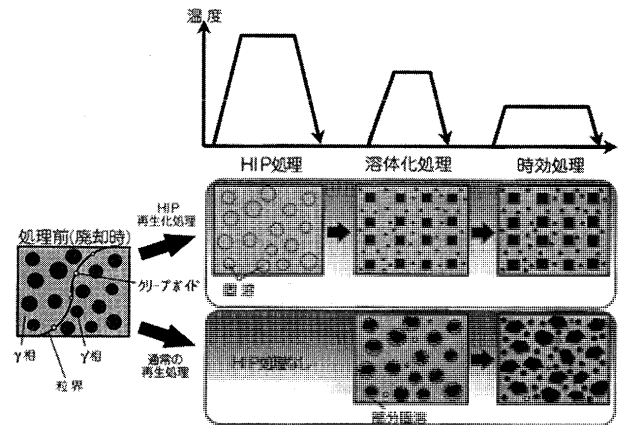 温度
HIP処理
溶体化処理
時効処理
HIP
再生化処理
処理前(廃却時)
クリープボイド
固溶
γ相
γ相
粒界
通常の
再生処理
HIP処理なし
部分固溶